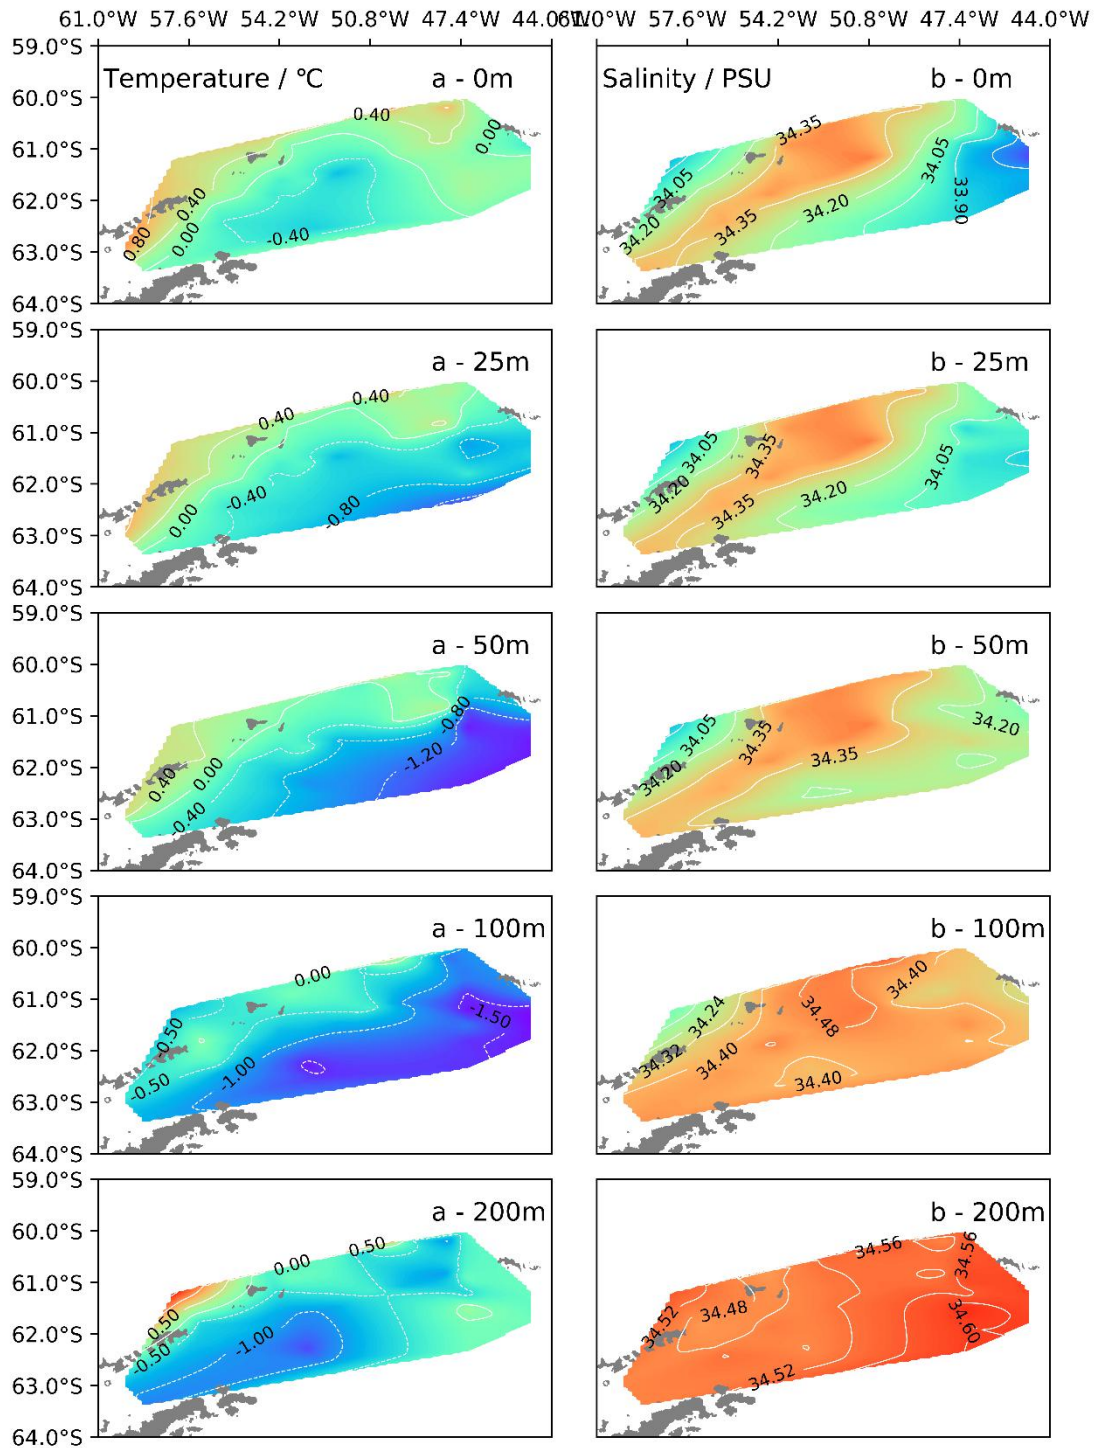 61.0°W 57.6°W 54.2°W 50.8°W 47.4°W 44.0°W 61.0°W 57.6°W 54.2°W 50.8°W 47.4°W 44.0°W
59.0°S
Temperature / ℃ a - 0m Salinity / PSU b - 0m
60.0°S
0.40 34.35
0.00
61.0°S
34.05 34.05
0.40 33.90
62.0°S
0.80 0.00 -0.40 34.20 34.35 34.20
63.0°S
64.0°S
59.0°S
a - 25m b - 25m
60.0°S
0.40 0.40
61.0°S
34.05 34.35 34.05
62.0°S
0.00 -0.40 -0.80 34.20 34.35 34.20
63.0°S
64.0°S
59.0°S
a - 50m b - 50m
60.0°S
61.0°S
-0.80 34.05 34.35 34.20
0.40 0.00 -1.20 34.20 34.35
62.0°S
-0.40
63.0°S
64.0°S
59.0°S
a - 100m b - 100m
60.0°S
0.00 34.40
61.0°S
-0.50 -1.50 34.24 34.48
62.0°S
-0.50 -1.00 34.32 34.40 34.40
63.0°S
64.0°S
59.0°S
a - 200m b - 200m
60.0°S
0.00 0.50 34.56 34.56
61.0°S
0.50 34.52 34.48 34.60
62.0°S
-0.50 -1.00 34.52
63.0°S
64.0°S